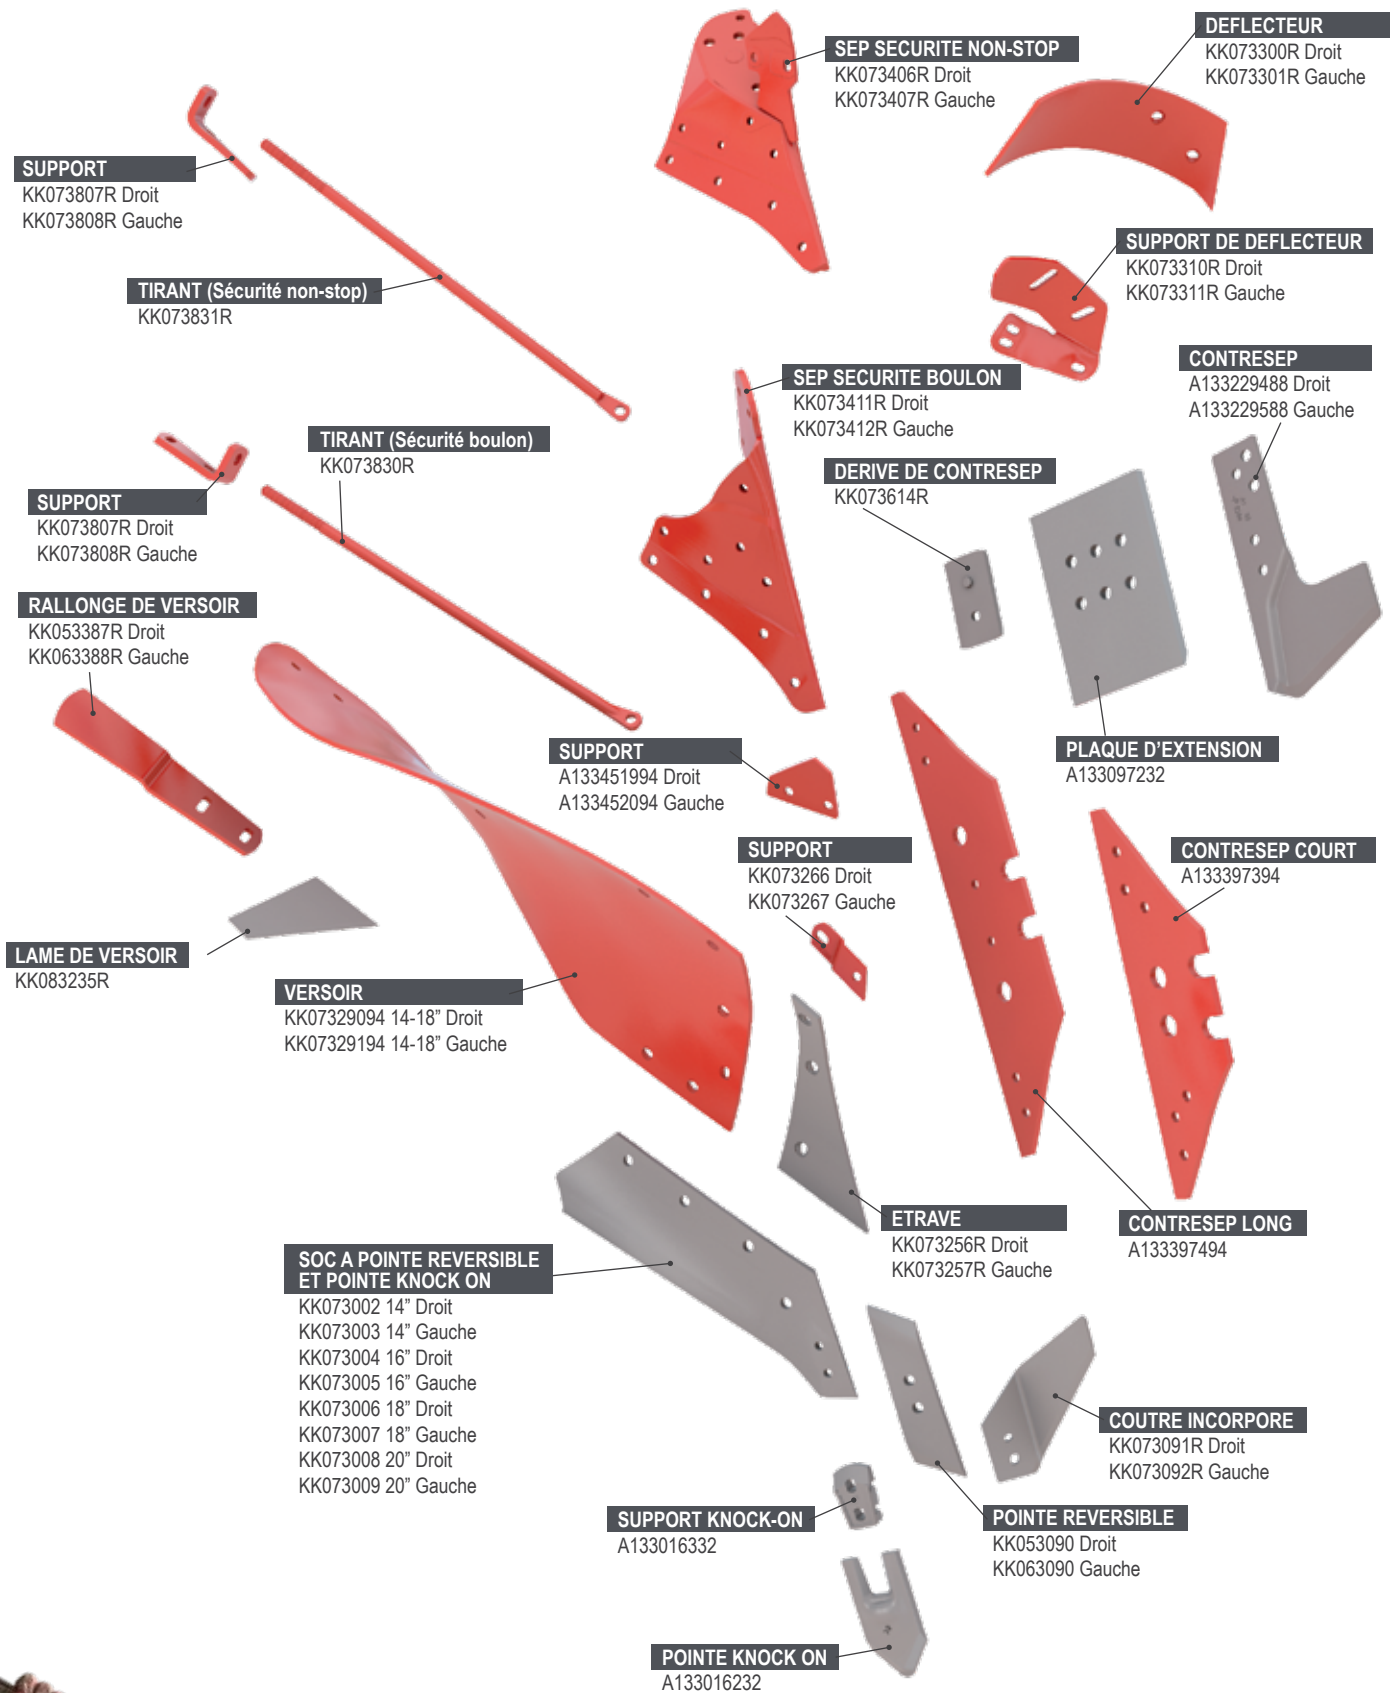 DEFLECTEUR
KK073300R Droit
KK073301R Gauche
SEP SECURITE NON-STOP
KK073406R Droit
KK073407R Gauche
SUPPORT
KK073807R Droit
KK073808R Gauche
SUPPORT DE DEFLECTEUR
KK073310R Droit
KK073311R Gauche
TIRANT (Sécurité non-stop)
KK073831R
CONTRESEP
A133229488 Droit
A133229588 Gauche
SEP SECURITE BOULON
KK073411R Droit
KK073412R Gauche
TIRANT (Sécurité boulon)
KK073830R
DERIVE DE CONTRESEP
KK073614R
SUPPORT
KK073807R Droit
KK073808R Gauche
RALLONGE DE VERSOIR
KK053387R Droit
KK063388R Gauche
SUPPORT
A133451994 Droit
A133452094 Gauche
PLAQUE D'EXTENSION
A133097232
SUPPORT
KK073266 Droit
KK073267 Gauche
CONTRESEP COURT
A133397394
LAME DE VERSOIR
KK083235R
VERSOIR
KK07329094 14-18" Droit
KK07329194 14-18" Gauche
ETRAVE
KK073256R Droit
KK073257R Gauche
CONTRESEP LONG
A133397494
SOC A POINTE REVERSIBLE
ET POINTE KNOCK ON
KK073002 14" Droit
KK073003 14" Gauche
KK073004 16" Droit
KK073005 16" Gauche
KK073006 18" Droit
KK073007 18" Gauche
KK073008 20" Droit
KK073009 20" Gauche
COUTRE INCORPORE
KK073091R Droit
KK073092R Gauche
SUPPORT KNOCK-ON
A133016332
POINTE REVERSIBLE
KK053090 Droit
KK063090 Gauche
POINTE KNOCK ON
A133016232